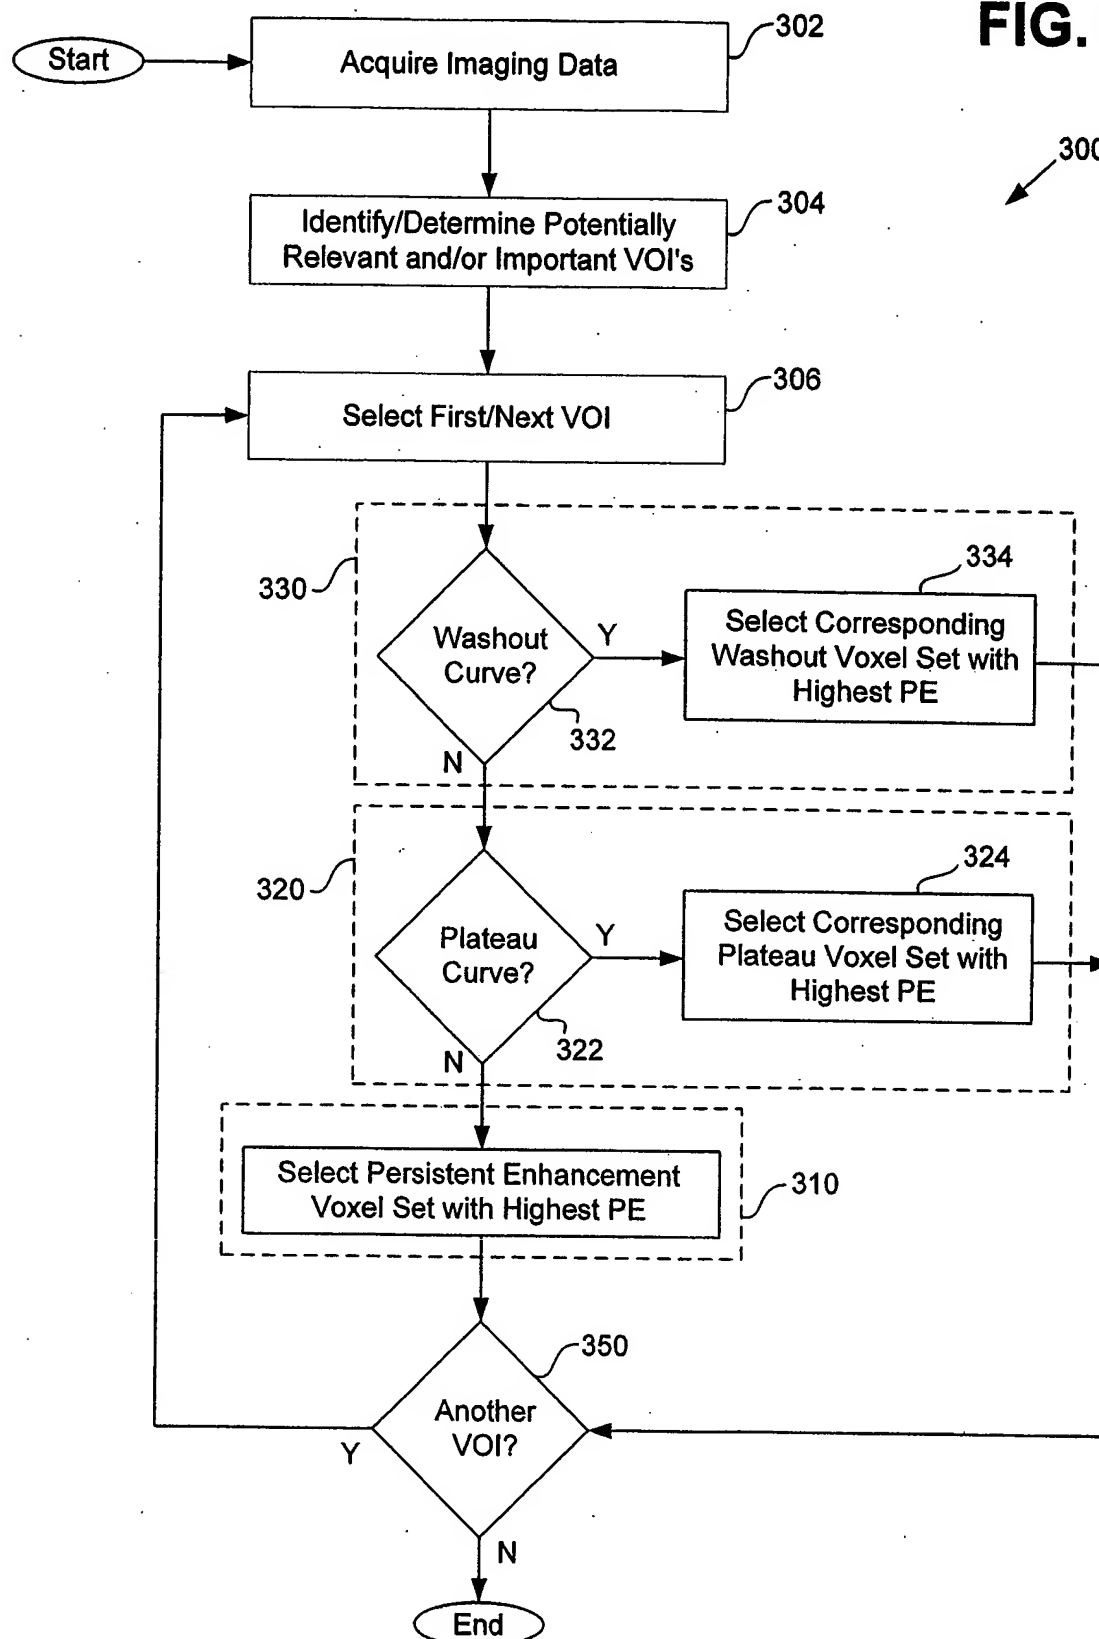 FIG.
302
Start
Acquire Imaging Data
300
304
Identify/Determine Potentially
Relevant and/or Important VOI's
306
Select First/Next VOI
330
334
Washout
Curve?
Y
Select Corresponding
Washout Voxel Set with
Highest PE
332
N
320
324
Plateau
Curve?
Y
Select Corresponding
Plateau Voxel Set with
Highest PE
322
N
Select Persistent Enhancement
Voxel Set with Highest PE
310
350
Another
VOI?
Y
N
End